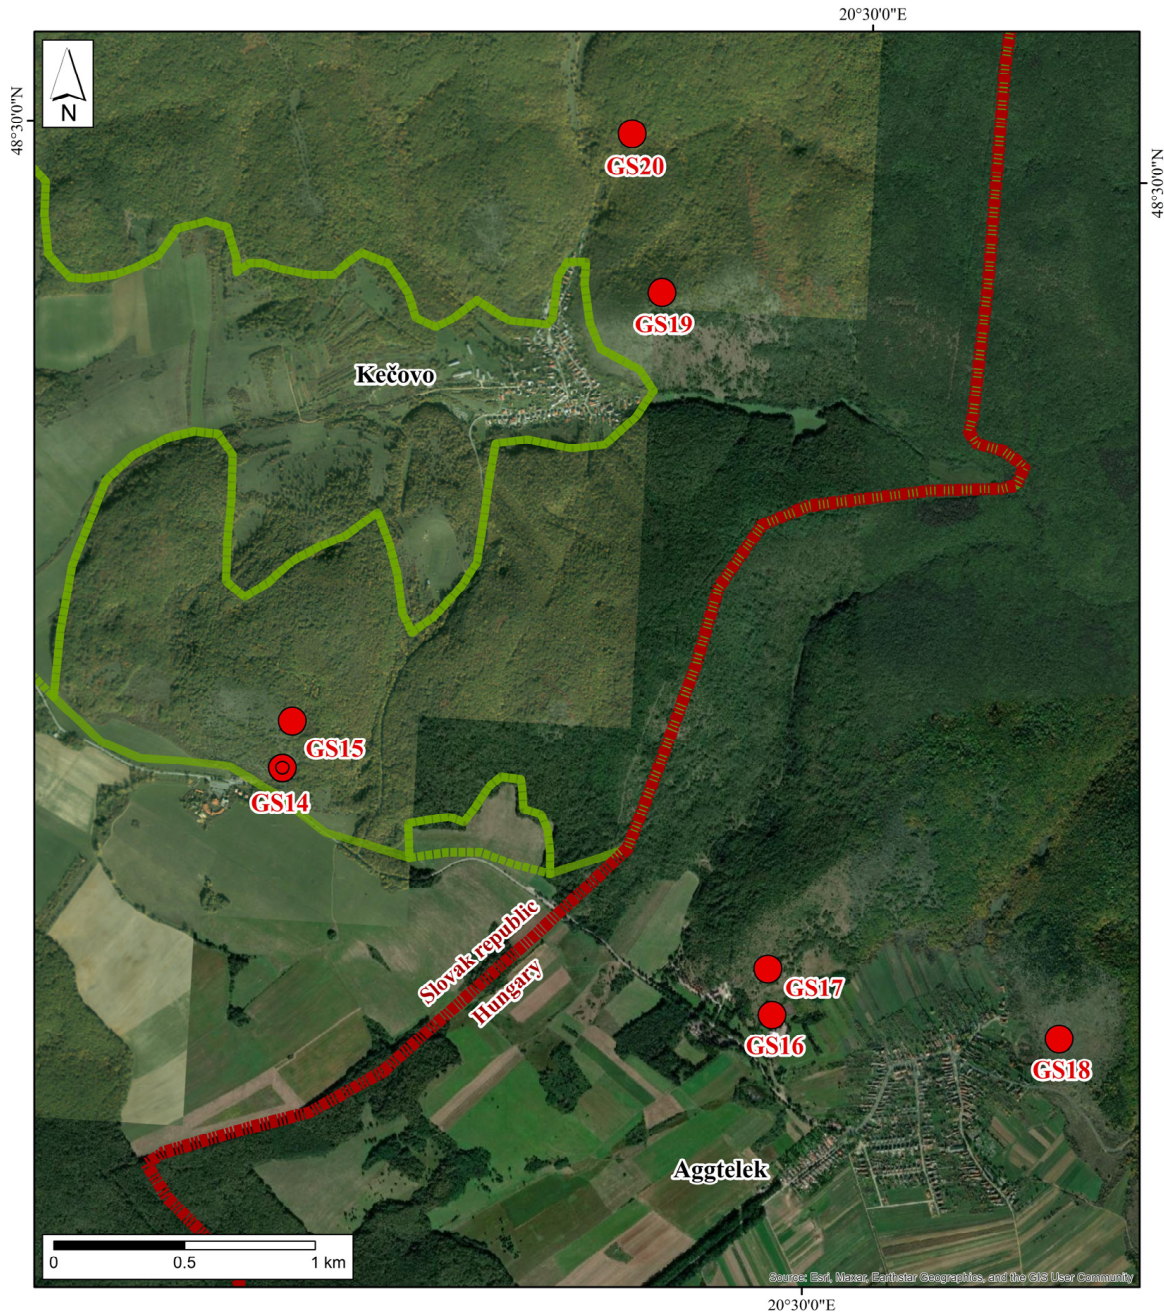 20°30'0"E
48°30'0"N
N
48°30'0"N
GS20
GS19
Kečovo
GS15
GS14
Slovak republic
Hungary
GS17
GS16
GS18
Aggtelek
0 0.5 1 km
Source: Esri, Maxar, Earthstar Geographics, and the GIS User Community
20°30'0"E